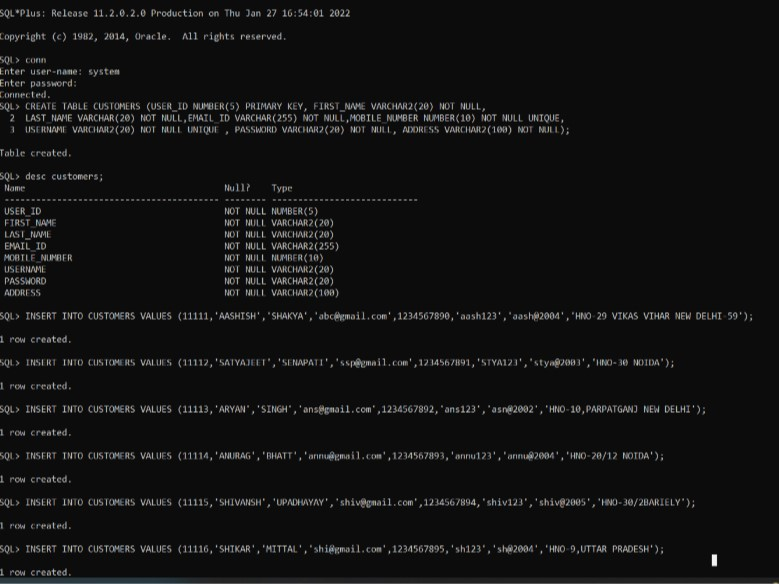 SQL*Plus: Release 11.2.0.2.0 Production on Thu Jan 27 16:54:01 2022
Copyright (c) 1982, 2014, Oracle.  All rights reserved.
SQL> conn
Enter user-name: system
Enter password:
Connected.
SQL> CREATE TABLE CUSTOMERS (USER_ID NUMBER(5) PRIMARY KEY, FIRST_NAME VARCHAR2(20) NOT NULL,
2  LAST_NAME VARCHAR(20) NOT NULL,EMAIL_ID VARCHAR(255) NOT NULL,MOBILE_NUMBER NUMBER(10) NOT NULL UNIQUE,
3  USERNAME VARCHAR2(20) NOT NULL UNIQUE , PASSWORD VARCHAR2(20) NOT NULL, ADDRESS VARCHAR2(100) NOT NULL);
Table created.
SQL> desc customers;
Name Null? Type
----------------------------------------- -------- ----------------------------
USER_ID NOT NULL NUMBER(5)
FIRST_NAME NOT NULL VARCHAR2(20)
LAST_NAME NOT NULL VARCHAR2(20)
EMAIL_ID NOT NULL VARCHAR2(255)
MOBILE_NUMBER NOT NULL NUMBER(10)
USERNAME NOT NULL VARCHAR2(20)
PASSWORD NOT NULL VARCHAR2(20)
ADDRESS NOT NULL VARCHAR2(100)
SQL> INSERT INTO CUSTOMERS VALUES (11111,'AASHISH','SHAKYA','abc@gmail.com',1234567890,'aash123','aash@2004','HNO-29 VIKAS VIHAR NEW DELHI-59');
1 row created.
SQL> INSERT INTO CUSTOMERS VALUES (11112,'SATYAJEET','SENAPATI','ssp@gmail.com',1234567891,'STYA123','stya@2003','HNO-30 NOIDA');
1 row created.
SQL> INSERT INTO CUSTOMERS VALUES (11113,'ARYAN','SINGH','ans@gmail.com',1234567892,'ans123','asn@2002','HNO-10,PARPATGANJ NEW DELHI');
1 row created.
SQL> INSERT INTO CUSTOMERS VALUES (11114,'ANURAG','BHATT','annu@gmail.com',1234567893,'annu123','annu@2004','HNO-20/12 NOIDA');
1 row created.
SQL> INSERT INTO CUSTOMERS VALUES (11115,'SHIVANSH','UPADHAYAY','shiv@gmail.com',1234567894,'shiv123','shiv@2005','HNO-30/2BARIELY');
1 row created.
SQL> INSERT INTO CUSTOMERS VALUES (11116,'SHIKAR','MITTAL','shi@gmail.com',1234567895,'sh123','sh@2004','HNO-9,UTTAR PRADESH');
1 row created.